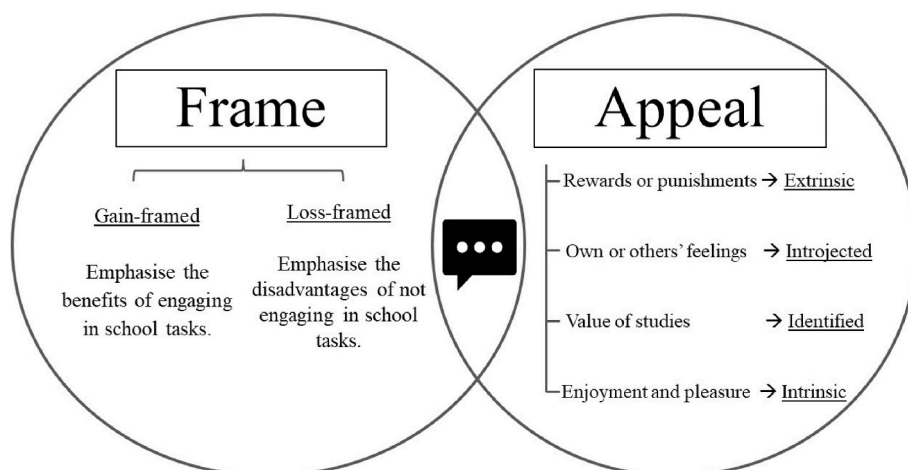 Frame
Gain-framed
Emphasise the
benefits of engaging
in school tasks.
Loss-framed
Emphasise the
disadvantages of not
engaging in school
tasks.
Appeal
Rewards or punishments → Extrinsic
Own or others' feelings → Introjected
Value of studies → Identified
Enjoyment and pleasure → Intrinsic